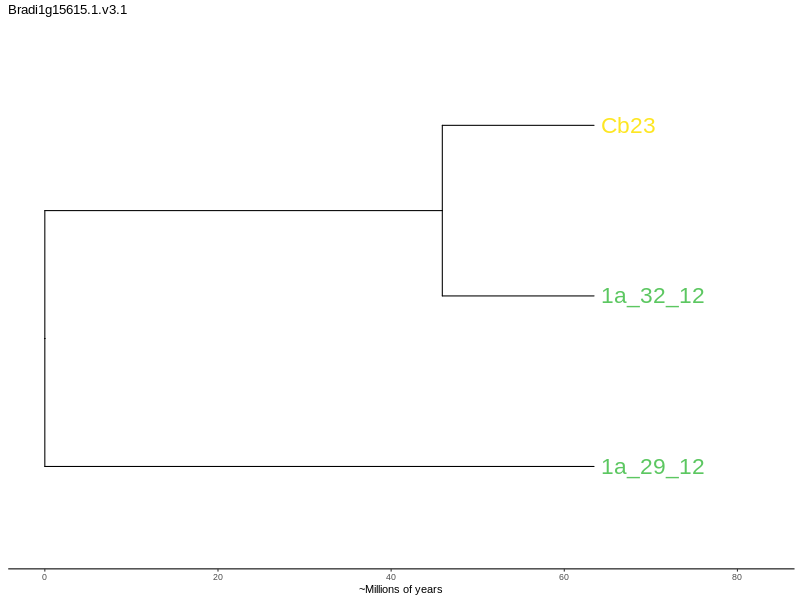 Bradi1g15615.1.v3.1
Cb23
1a_32_12
1a_29_12
0 20 40 60 80
~Millions of years